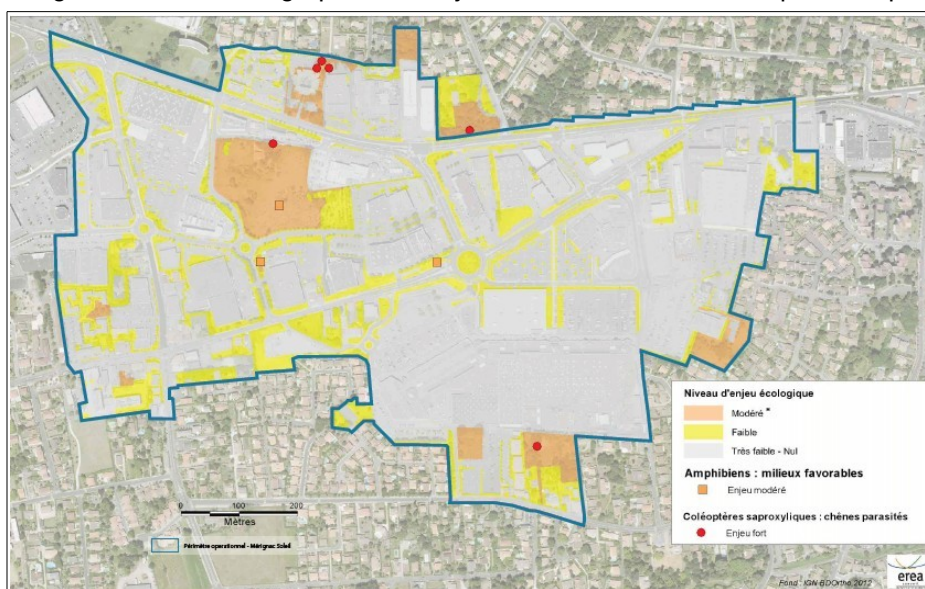 Niveau d'enjeu écologique
Modéré *
Faible
Très faible - Nul
Amphibiens : milieux favorables
Enjeu modéré
Coléoptères saproxyliques : chênes parasités
Enjeu fort
0 100 200
Mètres
Périmètre opérationnel - Mérignac Soleil
Fond : IGN BDOrtho 2012
erea